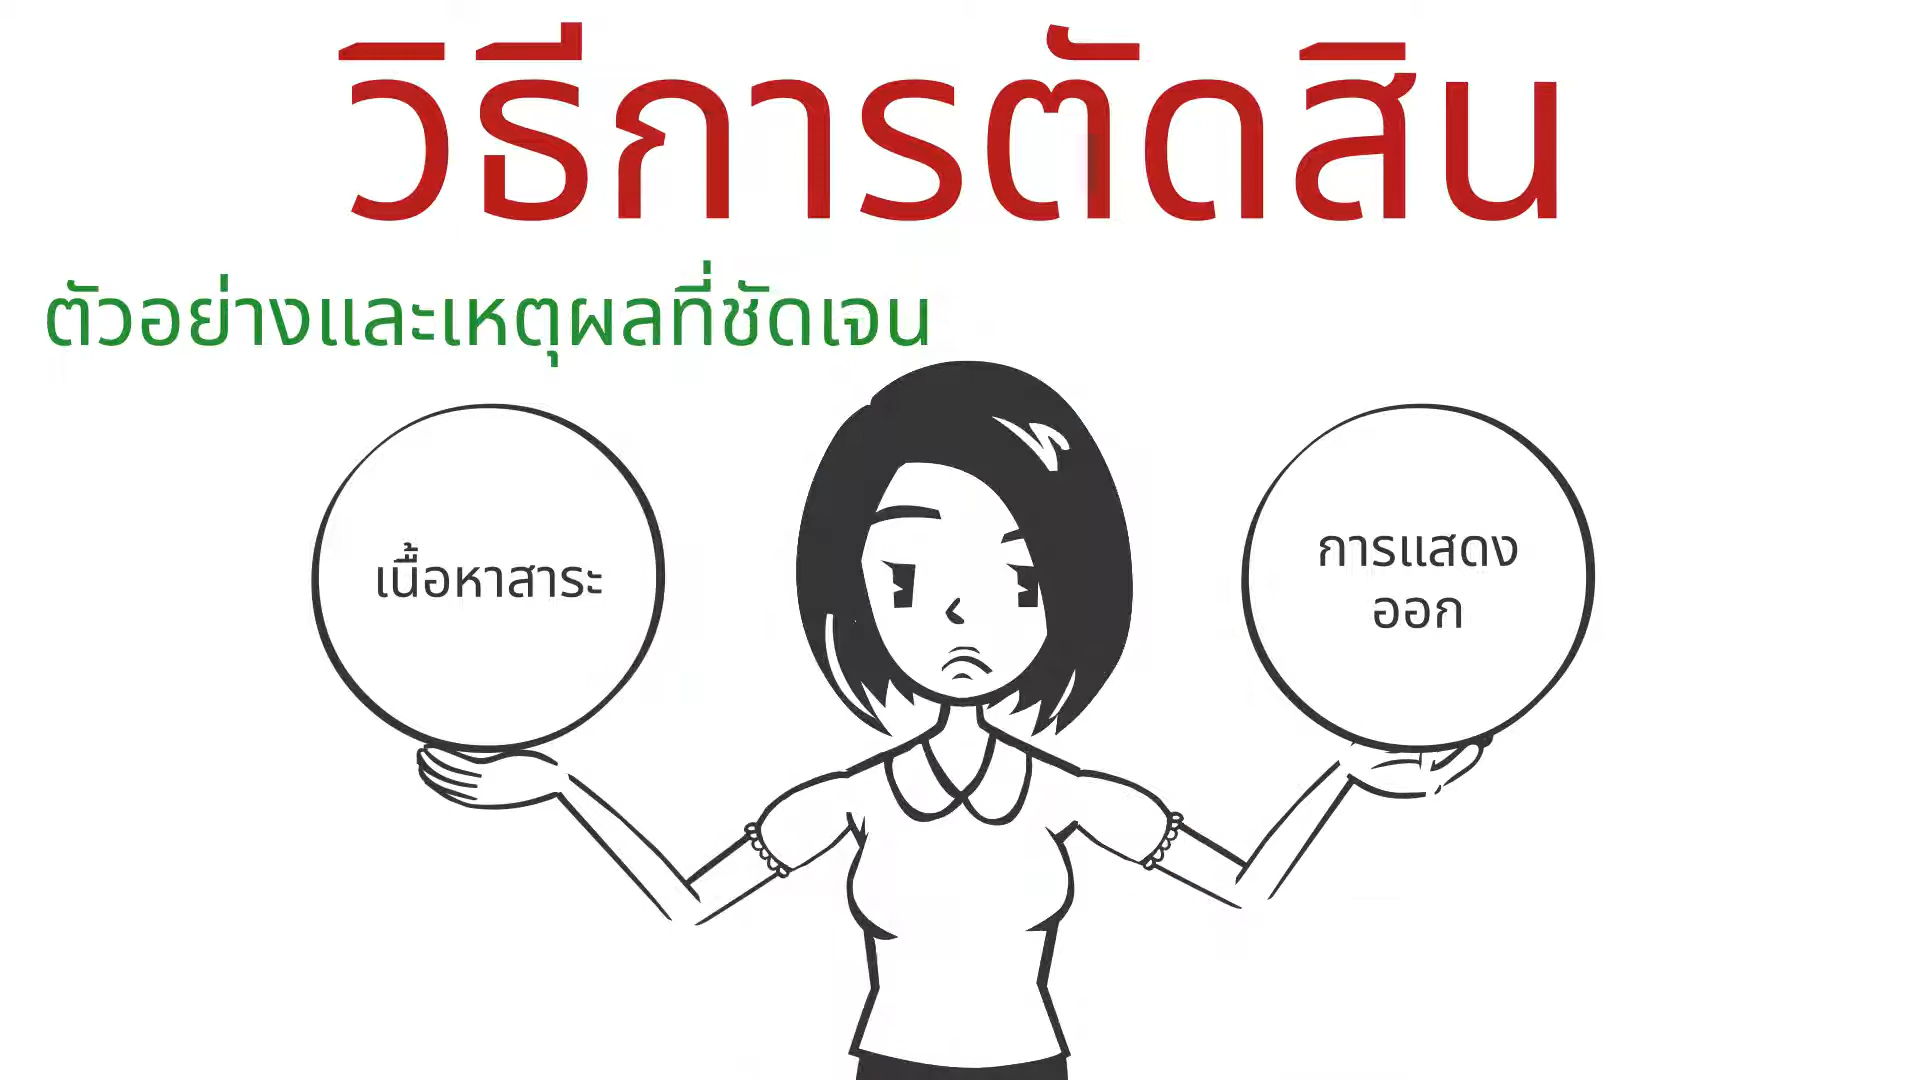 วิธีการตัดสิน
ตัวอย่างและเหตุผลที่ชัดเจน
เนื้อหาสาระ
การแสดง
ออก